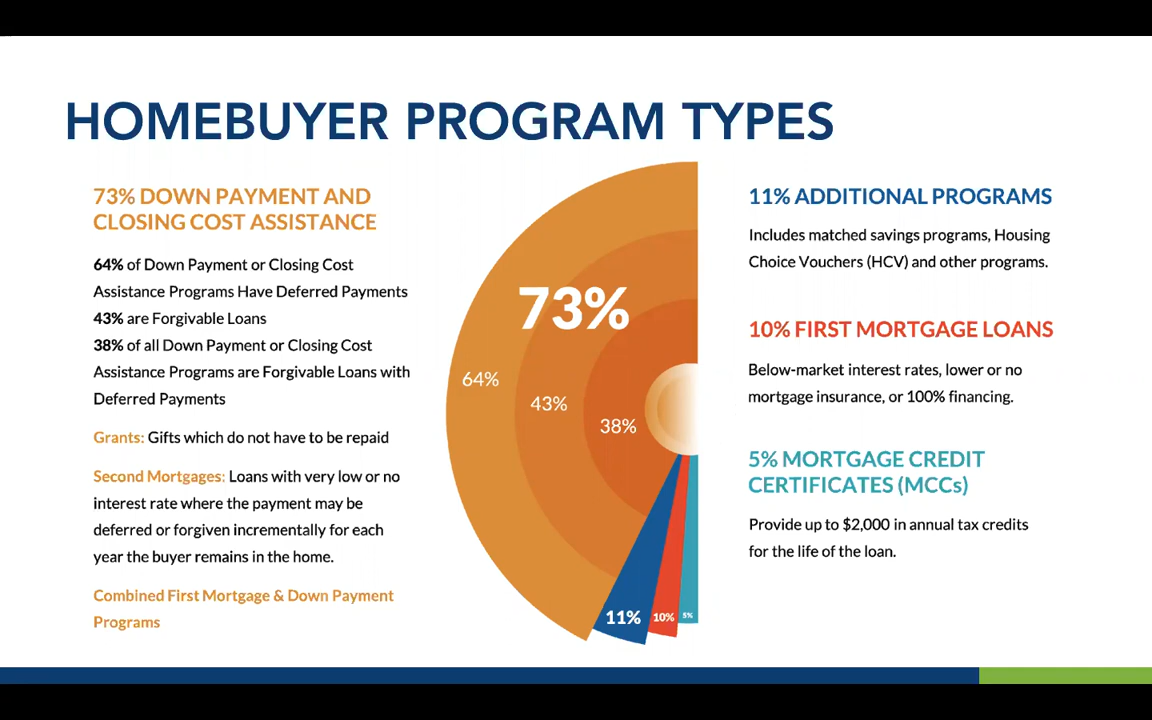 HOMEBUYER PROGRAM TYPES
73% DOWN PAYMENT AND
CLOSING COST ASSISTANCE
64% of Down Payment or Closing Cost
Assistance Programs Have Deferred Payments
43% are Forgivable Loans
38% of all Down Payment or Closing Cost
Assistance Programs are Forgivable Loans with
Deferred Payments
Grants: Gifts which do not have to be repaid
Second Mortgages: Loans with very low or no
interest rate where the payment may be
deferred or forgiven incrementally for each
year the buyer remains in the home.
Combined First Mortgage & Down Payment
Programs
73%
64%
43%
38%
11%
10%
5%
11% ADDITIONAL PROGRAMS
Includes matched savings programs, Housing
Choice Vouchers (HCV) and other programs.
10% FIRST MORTGAGE LOANS
Below-market interest rates, lower or no
mortgage insurance, or 100% financing.
5% MORTGAGE CREDIT
CERTIFICATES (MCCs)
Provide up to $2,000 in annual tax credits
for the life of the loan.